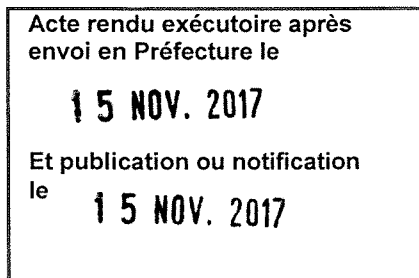 Acte rendu exécutoire après
envoi en Préfecture le
15 NOV. 2017
Et publication ou notification
le
15 NOV. 2017